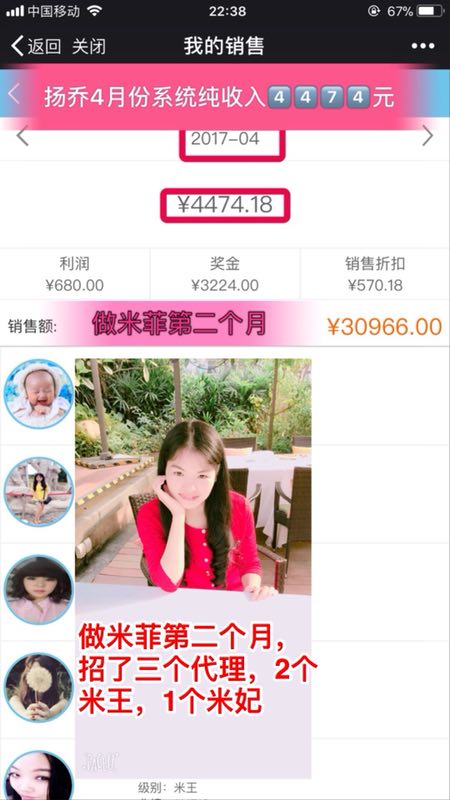 中国移动
22:38
67%
返回 关闭
我的销售
扬乔4月份系统纯收入4474元
2017-04
¥4474.18
利润
奖金
销售折扣
¥680.00
¥3224.00
¥570.18
销售额:
做米菲第二个月
¥30966.00
做米菲第二个月，
招了三个代理，2个
米王，1个米妃
级别：米王